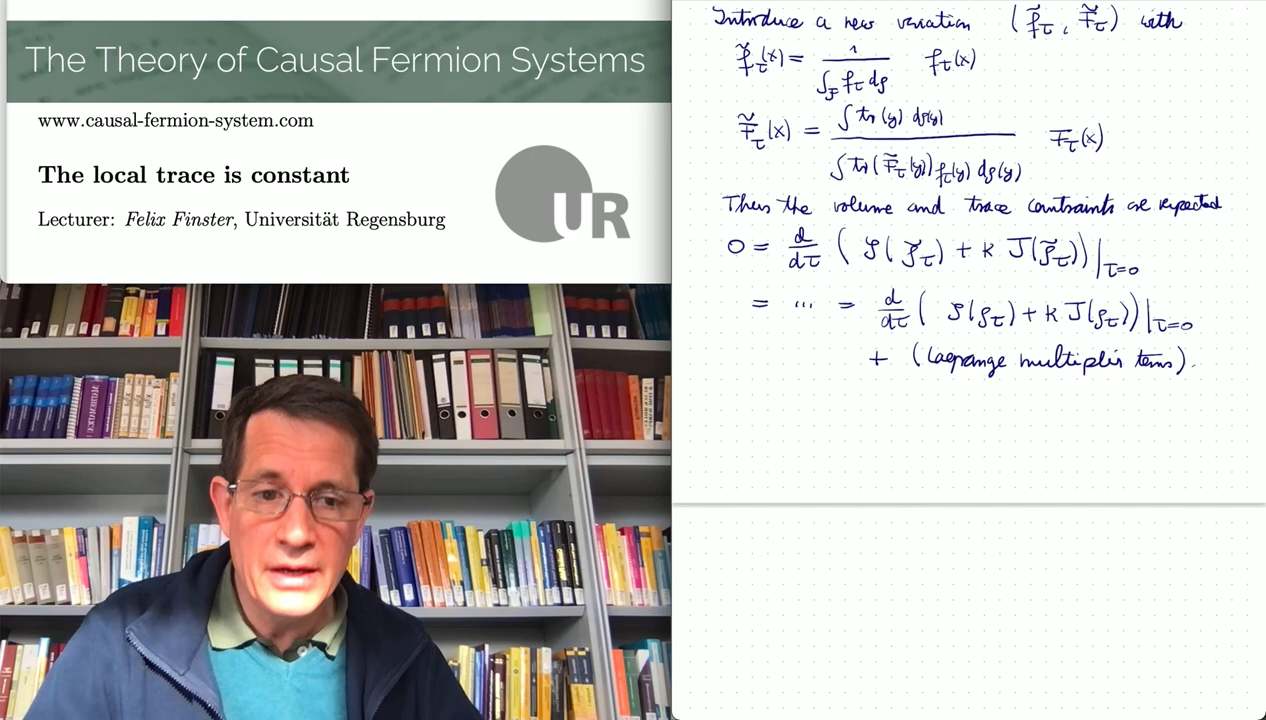 The Theory of Causal Fermion Systems
www.causal-fermion-system.com
The local trace is constant
Lecturer: Felix Finster, Universität Regensburg
UR
Introduce a new variation (f̃_τ, F̃_τ) with
f̃_τ(x) = 1 / ∫_F f_τ dρ f_τ(x)
F̃_τ(x) = ∫ tr(y) dρ(y) / ∫ tr(F̃_τ(y)) f_τ(y) dρ(y) F_τ(x)
Then the volume and trace constraints are respected
0 = d/dτ ( S(ρ̃_τ) + κ T(ρ̃_τ))|_τ=0
= ... = d/dτ ( S(ρ_τ) + κ T(ρ_τ))|_τ=0
+ (Lagrange multiplier terms).